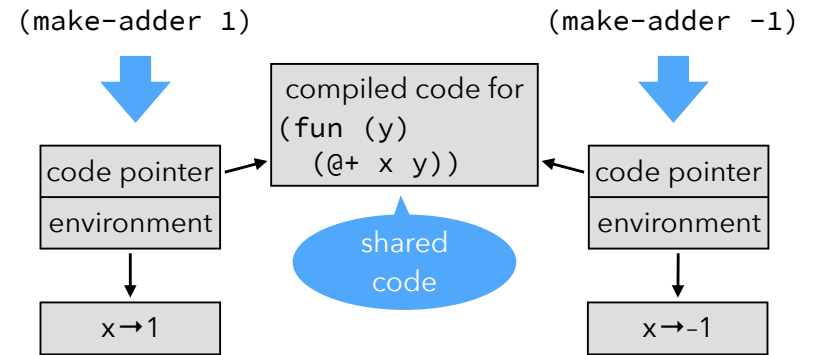 (make-adder 1)
(make-adder -1)
compiled code for
(fun (y)
(@+ x y))
code pointer
environment
code pointer
environment
shared
code
x→1
x→-1